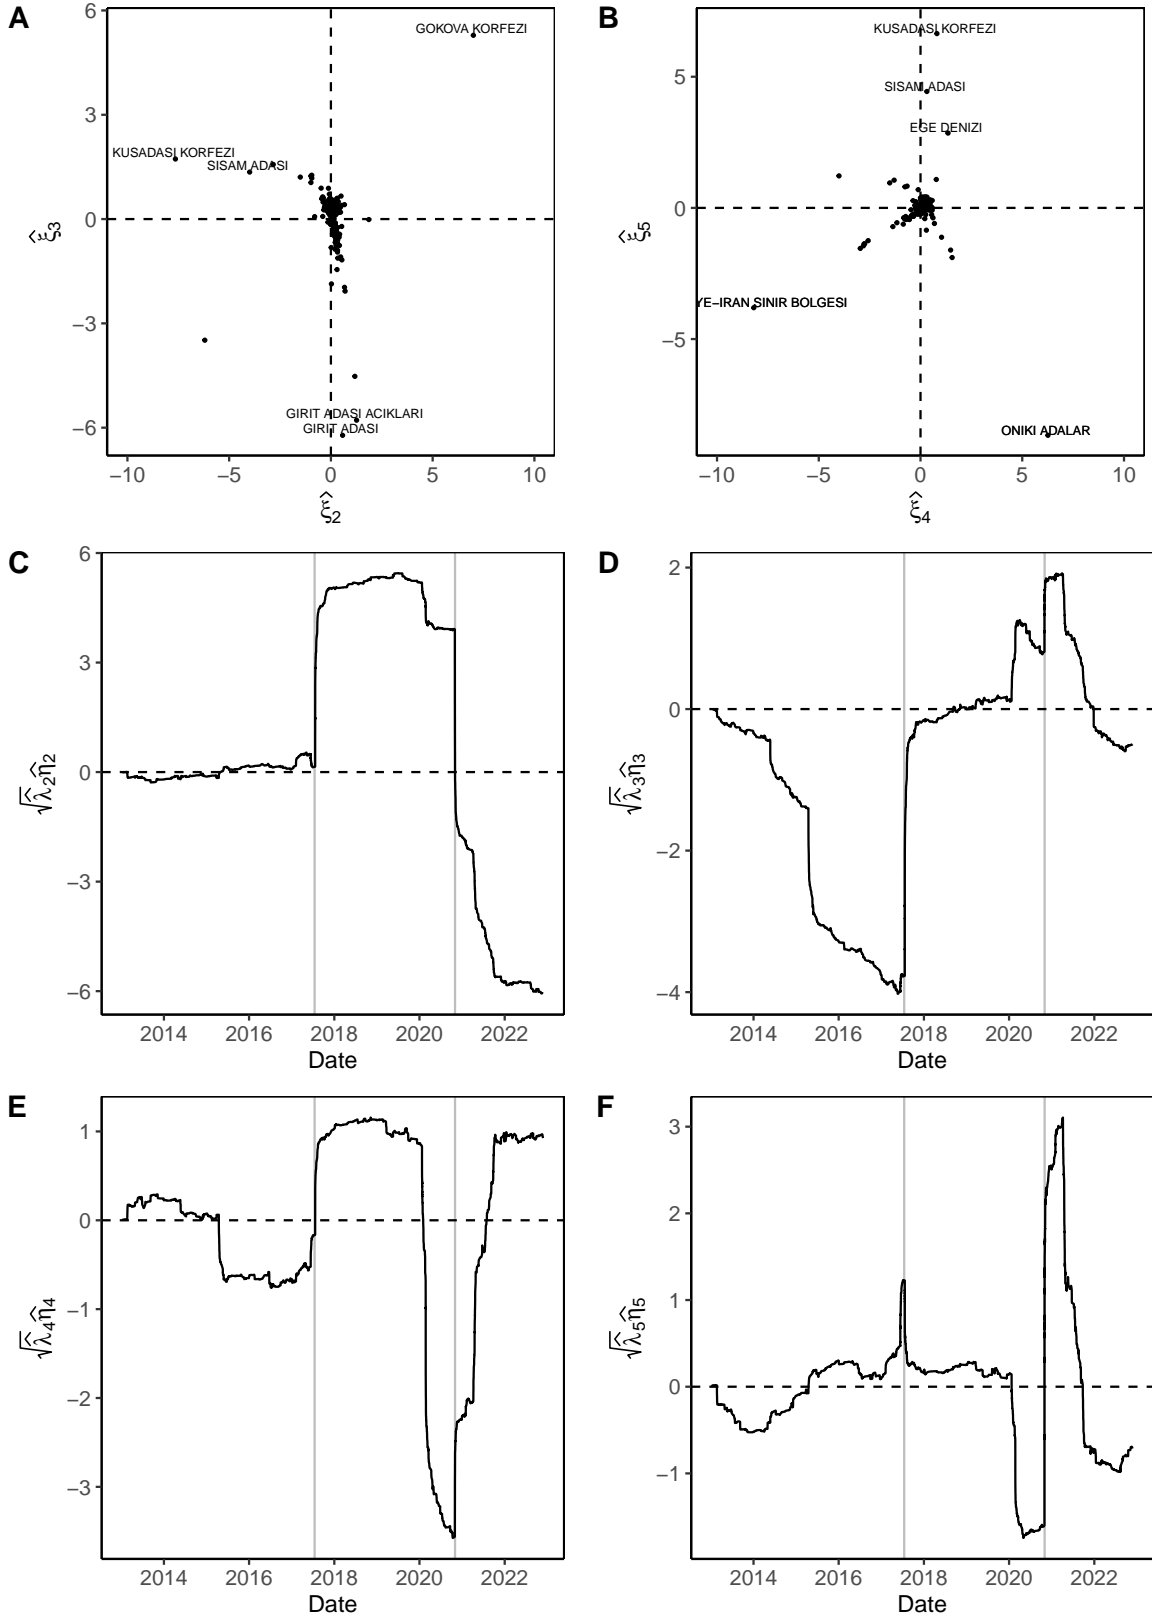 A
6
3
0
−3
−6
−10
−5
0
5
10
GOKOVA KORFEZI
KUSADASI KORFEZI
SISAM ADASI
GIRIT ADASI ACIKLARI
GIRIT ADASI
ξ̂3
ξ̂2
B
5
0
−5
−10
−5
0
5
10
KUSADASI KORFEZI
SISAM ADASI
EGE DENIZI
YE−IRAN SINIR BOLGESI
ONIKI ADALAR
ξ̂5
ξ̂4
C
6
3
0
−3
−6
2014 2016 2018 2020 2022
Date
√λ̂2η̂2
D
2
0
−2
−4
2014 2016 2018 2020 2022
Date
√λ̂3η̂3
E
1
0
−1
−2
−3
2014 2016 2018 2020 2022
Date
√λ̂4η̂4
F
3
2
1
0
−1
2014 2016 2018 2020 2022
Date
√λ̂5η̂5